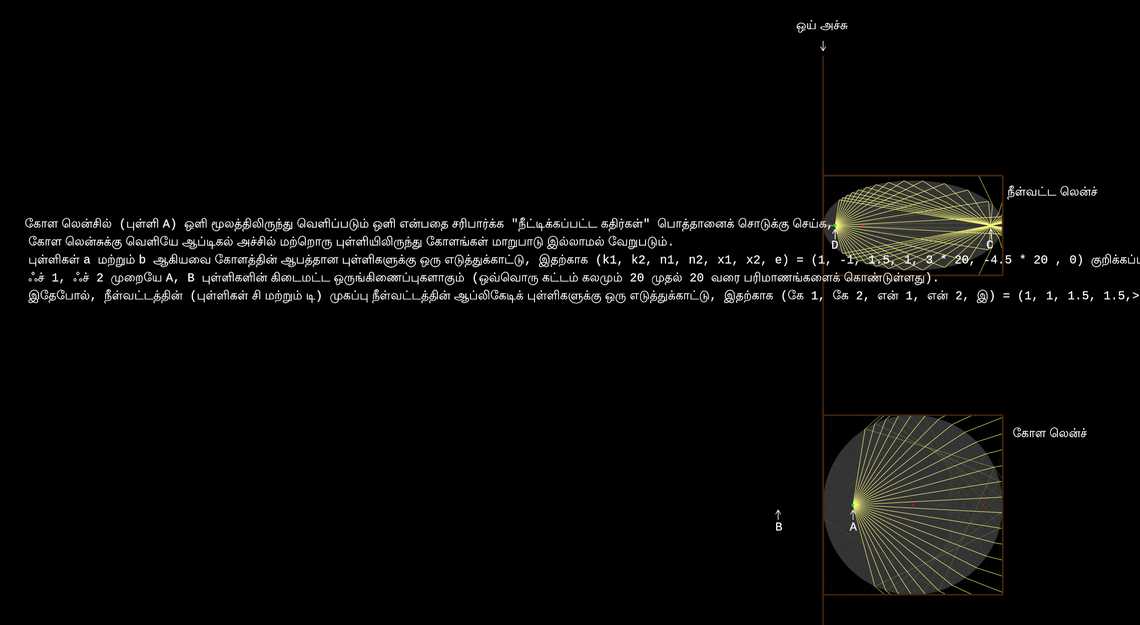 ஒய் அச்சு
↓
நீள்வட்ட லென்ச்
கோள லென்சில் (புள்ளி A) ஒளி மூலத்திலிருந்து வெளிப்படும் ஒளி என்பதை சரிபார்க்க "நீட்டிக்கப்பட்ட கதிர்கள்" பொத்தானைக் சொடுக்கு செய்க,
கோள லென்சுக்கு வெளியே ஆப்டிகல் அச்சில் மற்றொரு புள்ளியிலிருந்து கோளங்கள் மாறுபாடு இல்லாமல் வேறுபடும்.
புள்ளிகள் a மற்றும் b ஆகியவை கோளத்தின் ஆபத்தான புள்ளிகளுக்கு ஒரு எடுத்துக்காட்டு, இதற்காக (k1, k2, n1, n2, x1, x2, e) = (1, -1, 1.5, 1, 3 * 20, -4.5 * 20 , 0) குறிக்கப்
ஃச் 1, ஃச் 2 முறையே A, B புள்ளிகளின் கிடைமட்ட ஒருங்கிணைப்புகளாகும் (ஒவ்வொரு கட்டம் கலமும் 20 முதல் 20 வரை பரிமாணங்களைக் கொண்டுள்ளது).
இதேபோல், நீள்வட்டத்தின் (புள்ளிகள் சி மற்றும் டி) முகப்பு நீள்வட்டத்தின் ஆப்லிகேடிக் புள்ளிகளுக்கு ஒரு எடுத்துக்காட்டு, இதற்காக (கே 1, கே 2, என் 1, என் 2, இ) = (1, 1, 1.5, 1.5,>
↑ ↑
D C
கோள லென்ச்
↑ ↑
B A